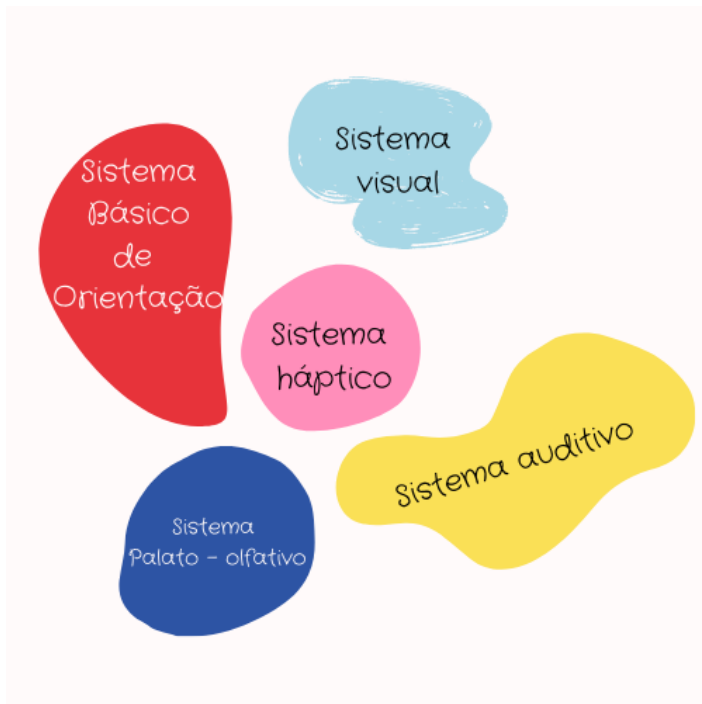 Sistema
visual
Sistema
Básico
de
Orientação
Sistema
háptico
Sistema auditivo
Sistema
Palato - olfativo